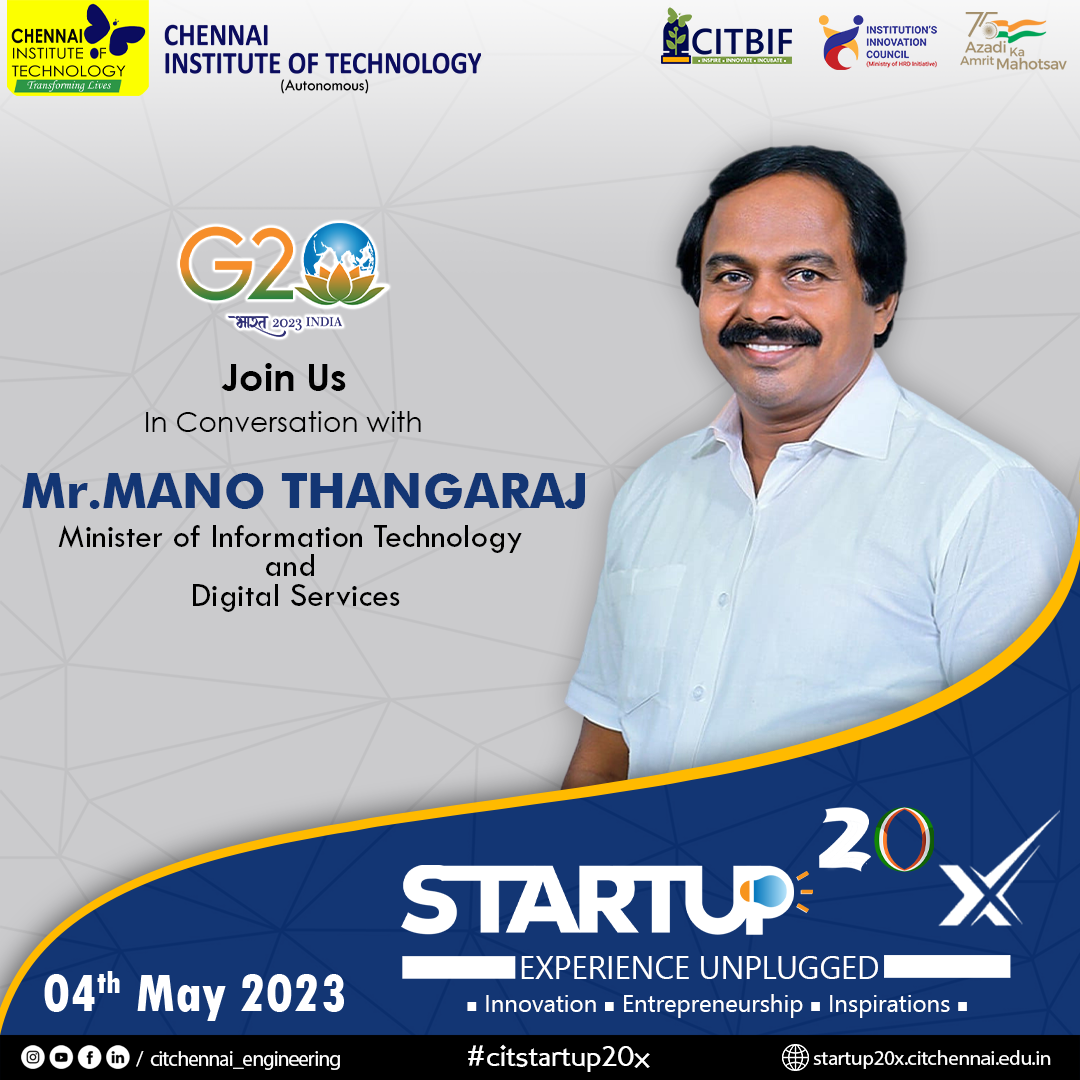 CHENNAI
INSTITUTE OF
TECHNOLOGY
Transforming Lives
CHENNAI
INSTITUTE OF TECHNOLOGY
(Autonomous)
CITBIF
• INSPIRE • INNOVATE • INCUBATE •
INSTITUTION'S
INNOVATION
COUNCIL
(Ministry of HRD Initiative)
75
Azadi Ka
Amrit Mahotsav
G20
भारत 2023 INDIA
Join Us
In Conversation with
Mr.MANO THANGARAJ
Minister of Information Technology
and
Digital Services
STARTUP 20 X
EXPERIENCE UNPLUGGED
▪ Innovation ▪ Entrepreneurship ▪ Inspirations ▪
04th May 2023
/ citchennai_engineering
#citstartup20x
startup20x.citchennai.edu.in